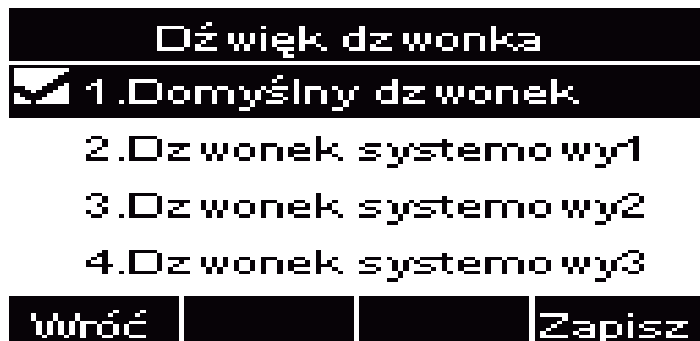 Dźwięk dzwonka
1.Domyślny dzwonek
2.Dzwonek systemowy1
3.Dzwonek systemowy2
4.Dzwonek systemowy3
Wróć Zapisz